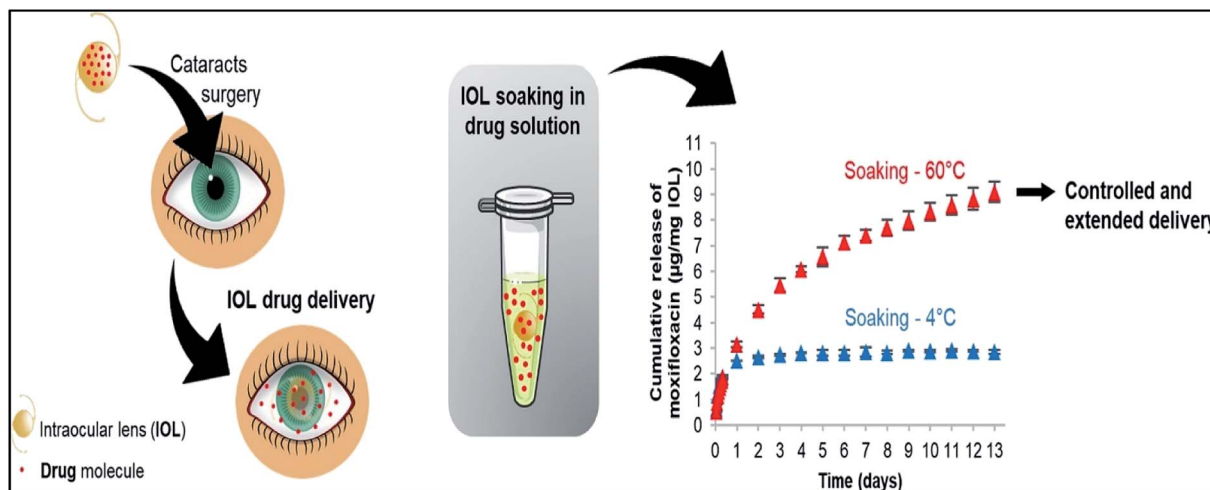 Cataracts
surgery
IOL drug delivery
Intraocular lens (IOL)
Drug molecule
IOL soaking in
drug solution
Cumulative release of
moxifloxacin (µg/mg IOL)
11
10
9
8
7
6
5
4
3
2
1
0
Soaking - 60°C
Soaking - 4°C
0 1 2 3 4 5 6 7 8 9 10 11 12 13
Time (days)
Controlled and
extended delivery